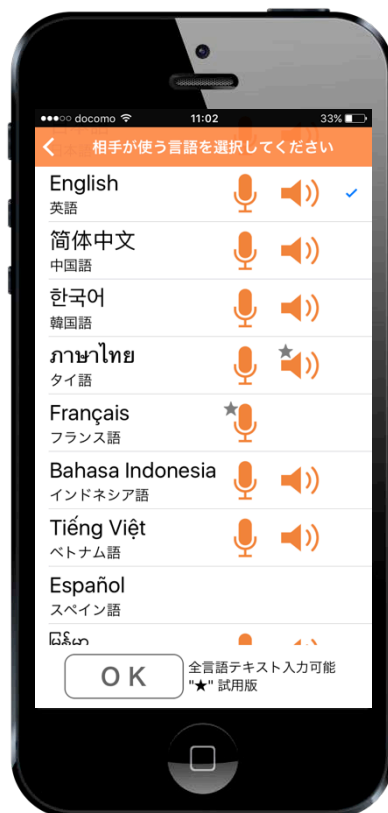 ●●●○○ docomo 11:02 33%
相手が使う言語を選択してください
English
英語
简体中文
中国語
한국어
韓国語
ภาษาไทย
タイ語
Français
フランス語
Bahasa Indonesia
インドネシア語
Tiếng Việt
ベトナム語
Español
スペイン語
OK
全言語テキスト入力可能
"★" 試用版